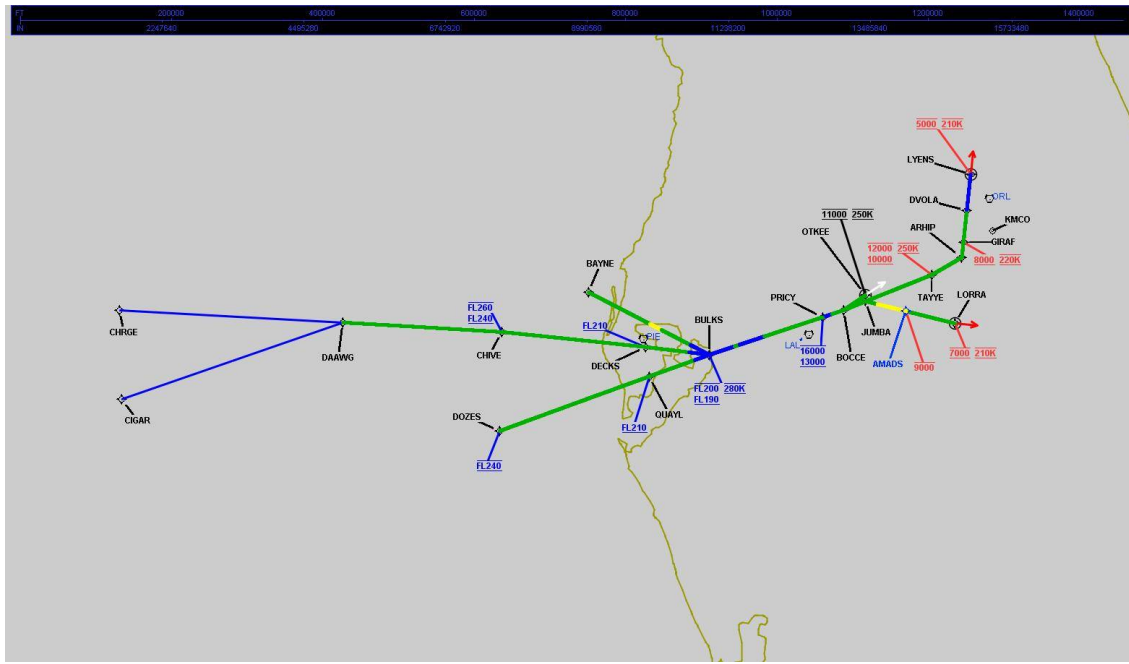 FT 200000 400000 600000 800000 1000000 1200000 1400000
IN 2247640 4495280 6742920 8990560 11238200 13485840 15733480
5000 210K
LYENS
ORL
DVOLA
KMCO
11000 250K
ARHIP
GIRAF
OTKEE
12000 250K
10000
8000 220K
BAYNE
TAYYE
LORRA
PRICY
FL260
FL240
BULKS
JUMBA
CHRGE
FL210
PIE
LAL
DAAWG
CHIVE
DECKS
16000
13000
BOCCE
AMADS
9000
7000 210K
FL200 280K
FL190
CIGAR
DOZES
QUAYL
FL210
FL240